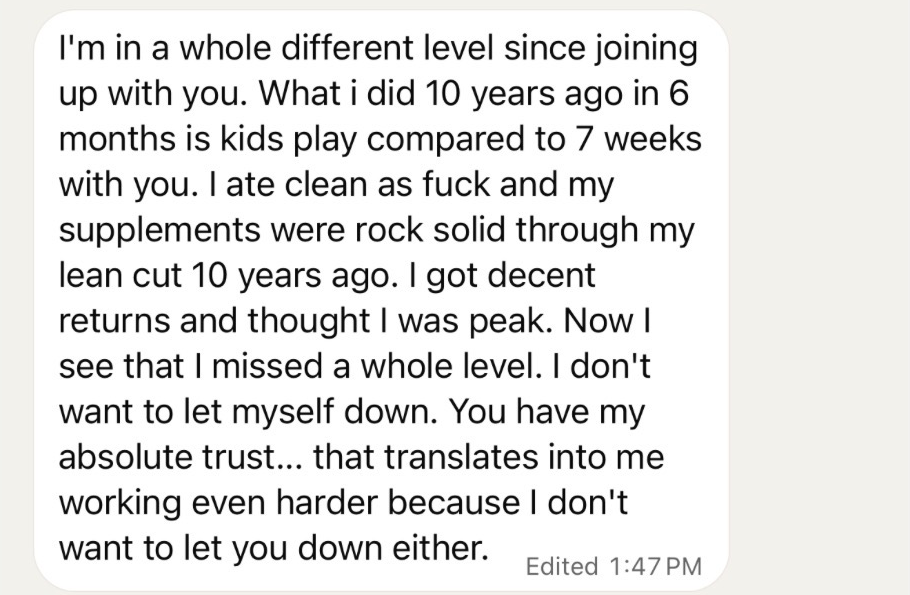 I'm in a whole different level since joining
up with you. What i did 10 years ago in 6
months is kids play compared to 7 weeks
with you. I ate clean as fuck and my
supplements were rock solid through my
lean cut 10 years ago. I got decent
returns and thought I was peak. Now I
see that I missed a whole level. I don't
want to let myself down. You have my
absolute trust... that translates into me
working even harder because I don't
want to let you down either.
Edited 1:47 PM